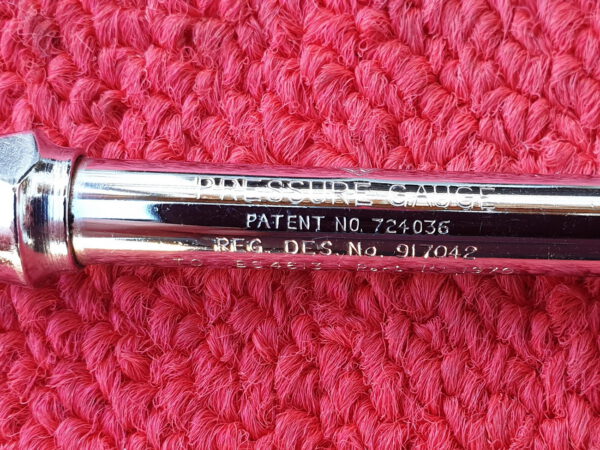 PRESSURE GAUGE
PATENT NO. 724036
REG. DES. No. 917042